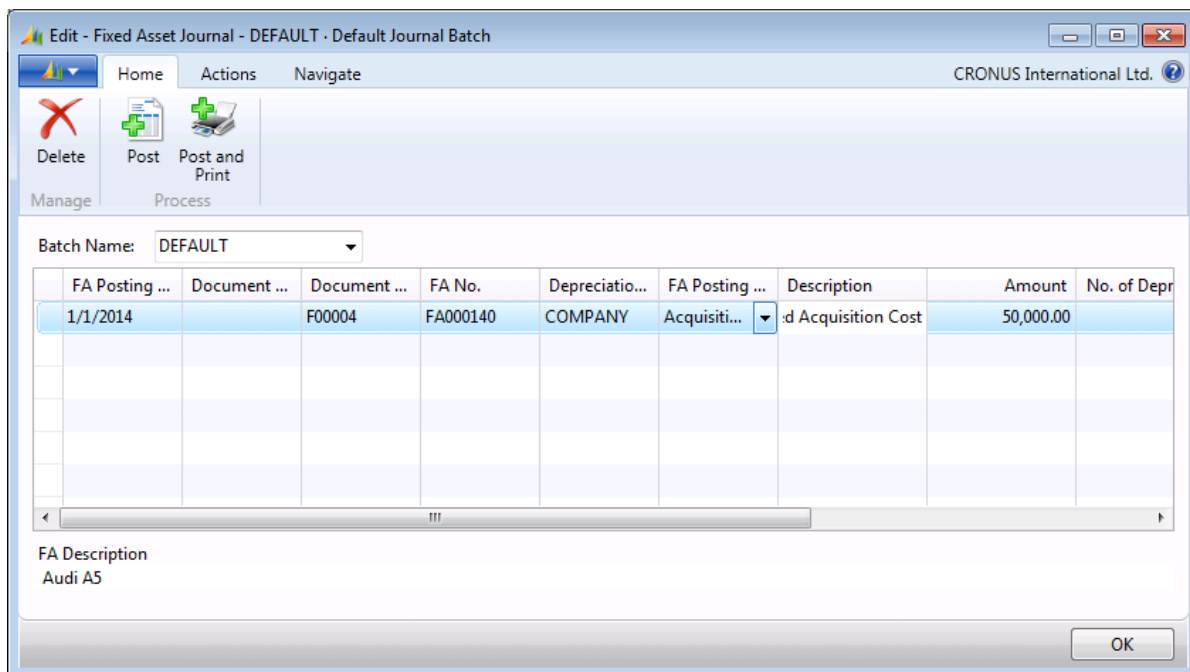 Edit - Fixed Asset Journal - DEFAULT · Default Journal Batch
Home Actions Navigate CRONUS International Ltd.
Delete Post Post and Print
Manage Process
Batch Name: DEFAULT
FA Posting ... Document ... Document ... FA No. Depreciatio... FA Posting ... Description Amount No. of Depr
1/1/2014 F00004 FA000140 COMPANY Acquisiti... d Acquisition Cost 50,000.00
FA Description
Audi A5
OK